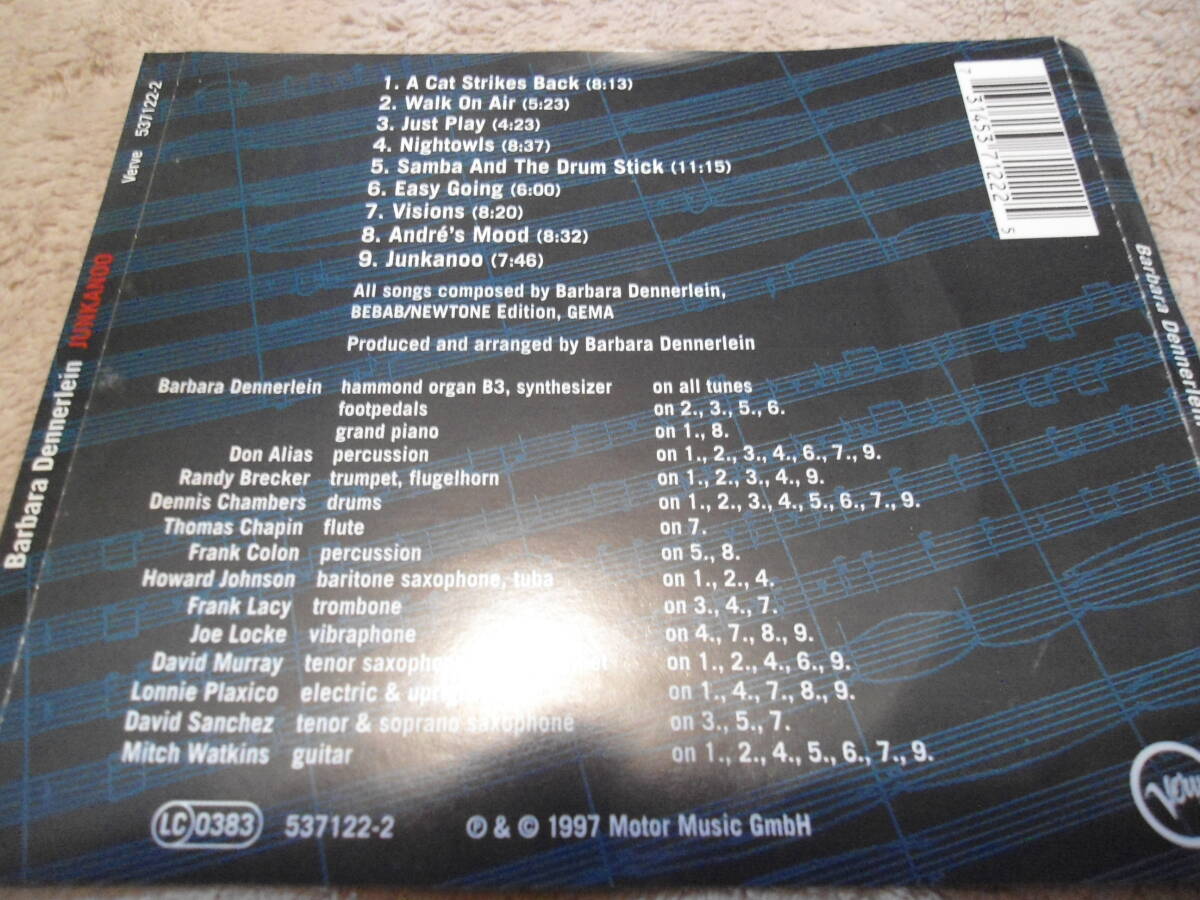 1. A Cat Strikes Back (8:13)
2. Walk On Air (5:23)
3. Just Play (4:23)
4. Nightowls (8:37)
5. Samba And The Drum Stick (11:15)
6. Easy Going (6:00)
7. Visions (8:20)
8. André's Mood (8:32)
9. Junkanoo (7:46)
All songs composed by Barbara Dennerlein,
BEBAB/NEWTONE Edition, GEMA
Produced and arranged by Barbara Dennerlein
Barbara Dennerlein hammond organ B3, synthesizer on all tunes
footpedals on 2., 3., 5., 6.
grand piano on 1., 8.
Don Alias percussion on 1., 2., 3., 4., 6., 7., 9.
Randy Brecker trumpet, flugelhorn on 1., 2., 3., 4., 9.
Dennis Chambers drums on 1., 2., 3., 4., 5., 6., 7., 9.
Thomas Chapin flute on 7.
Frank Colon percussion on 5., 8.
Howard Johnson baritone saxophone, tuba on 1., 2., 4.
Frank Lacy trombone on 3., 4., 7.
Joe Locke vibraphone on 4., 7., 8., 9.
David Murray tenor on 1., 2., 4., 6., 9.
Lonnie Plaxico electric & on 1., 4., 7., 8., 9.
David Sanchez tenor & soprano saxophone on 3., 5., 7.
Mitch Watkins guitar on 1., 2., 4., 5., 6., 7., 9.
LC 0383 537122-2 ℗ & © 1997 Motor Music GmbH
Barbara Dennerlein JUNKANOO Verve 537122-2
7 31453 71222 5
Barbara Dennerlein